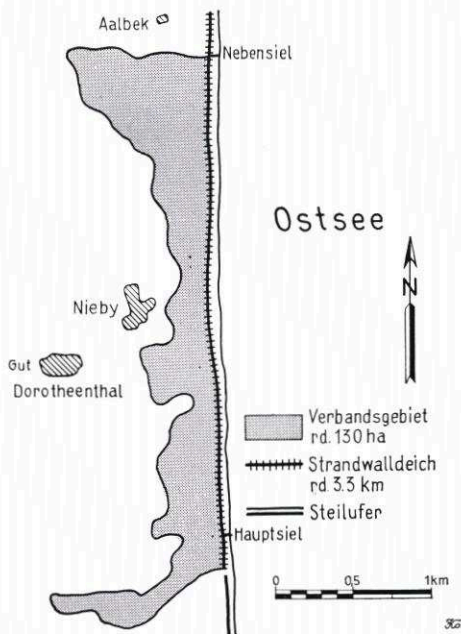 Aalbek
Nebensiel
Ostsee
N
Nieby
Gut
Dorotheenthal
Verbandsgebiet
rd. 130 ha
Strandwalldeich
rd. 3.3 km
Steilufer
Hauptsiel
0 0,5 1km